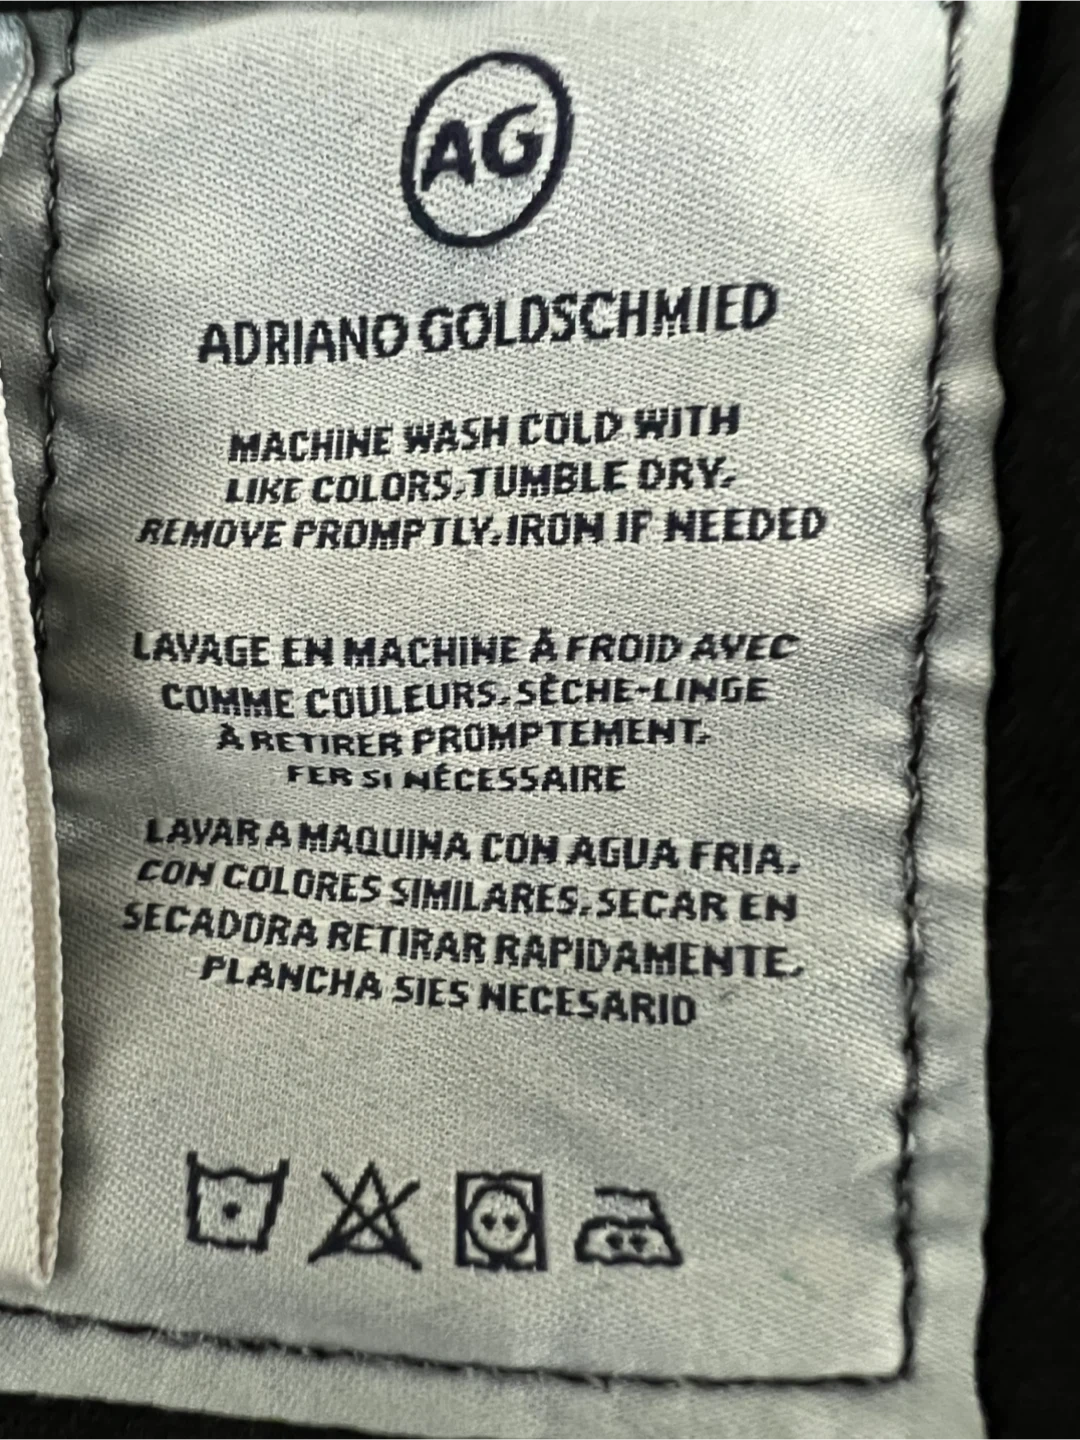 AG
ADRIANO GOLDSCHMIED
MACHINE WASH COLD WITH
LIKE COLORS, TUMBLE DRY,
REMOVE PROMPTLY. IRON IF NEEDED
LAVAGE EN MACHINE À FROID AVEC
COMME COULEURS, SÈCHE-LINGE
À RETIRER PROMPTEMENT,
FER SI NÉCESSAIRE
LAVAR A MAQUINA CON AGUA FRIA,
CON COLORES SIMILARES, SECAR EN
SECADORA RETIRAR RAPIDAMENTE,
PLANCHA SIES NECESARIO